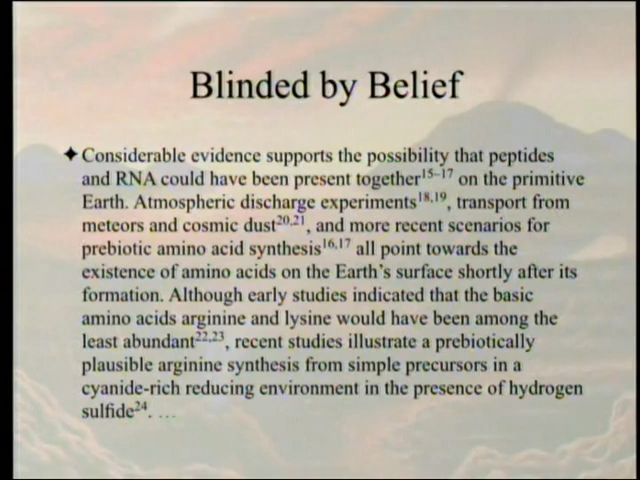 Blinded by Belief
✦ Considerable evidence supports the possibility that peptides
and RNA could have been present together15–17 on the primitive
Earth. Atmospheric discharge experiments18,19, transport from
meteors and cosmic dust20,21, and more recent scenarios for
prebiotic amino acid synthesis16,17 all point towards the
existence of amino acids on the Earth's surface shortly after its
formation. Although early studies indicated that the basic
amino acids arginine and lysine would have been among the
least abundant22,23, recent studies illustrate a prebiotically
plausible arginine synthesis from simple precursors in a
cyanide-rich reducing environment in the presence of hydrogen
sulfide24. …